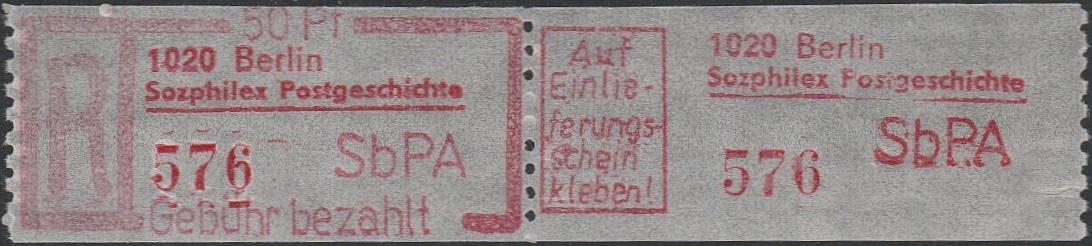 50 Pf
R
1020 Berlin
Sozphilex Postgeschichte
576
SbPA
Gebühr bezahlt
Auf
Einlie-
ferungs-
schein
kleben!
1020 Berlin
Sozphilex Postgeschichte
SbPA
576